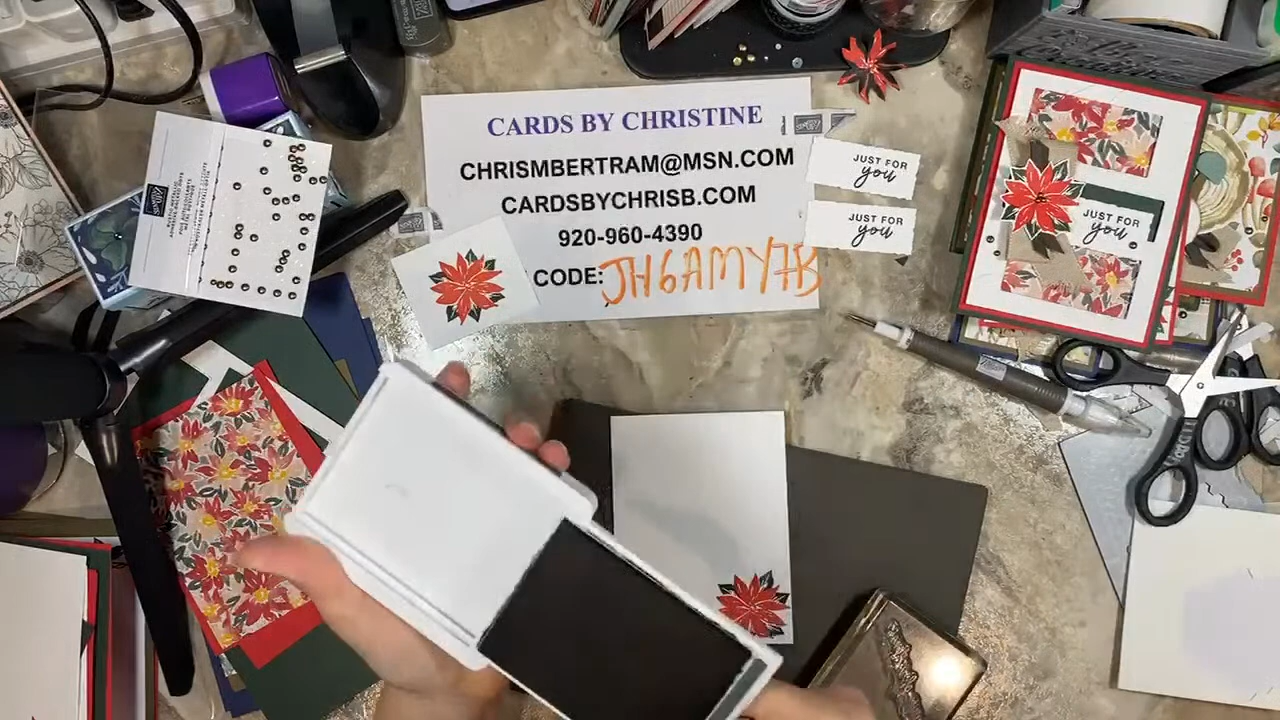 CARDS BY CHRISTINE
CHRISMBERTRAM@MSN.COM
CARDSBYCHRISB.COM
920-960-4390
CODE: JH6AMY7B
JUST FOR
you
JUST FOR
you
JUST FOR
you